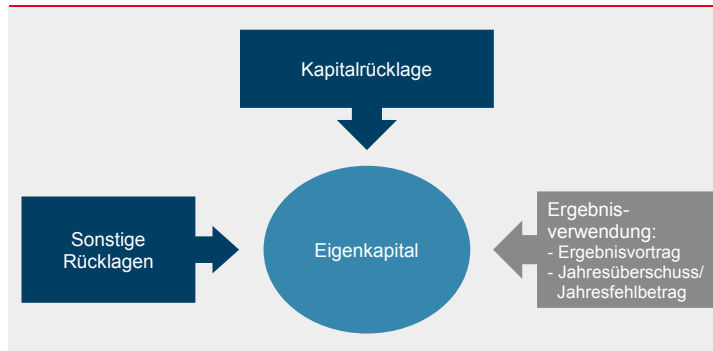 Kapitalrücklage
Sonstige
Rücklagen
Eigenkapital
Ergebnis-
verwendung:
- Ergebnisvortrag
- Jahresüberschuss/
Jahresfehlbetrag